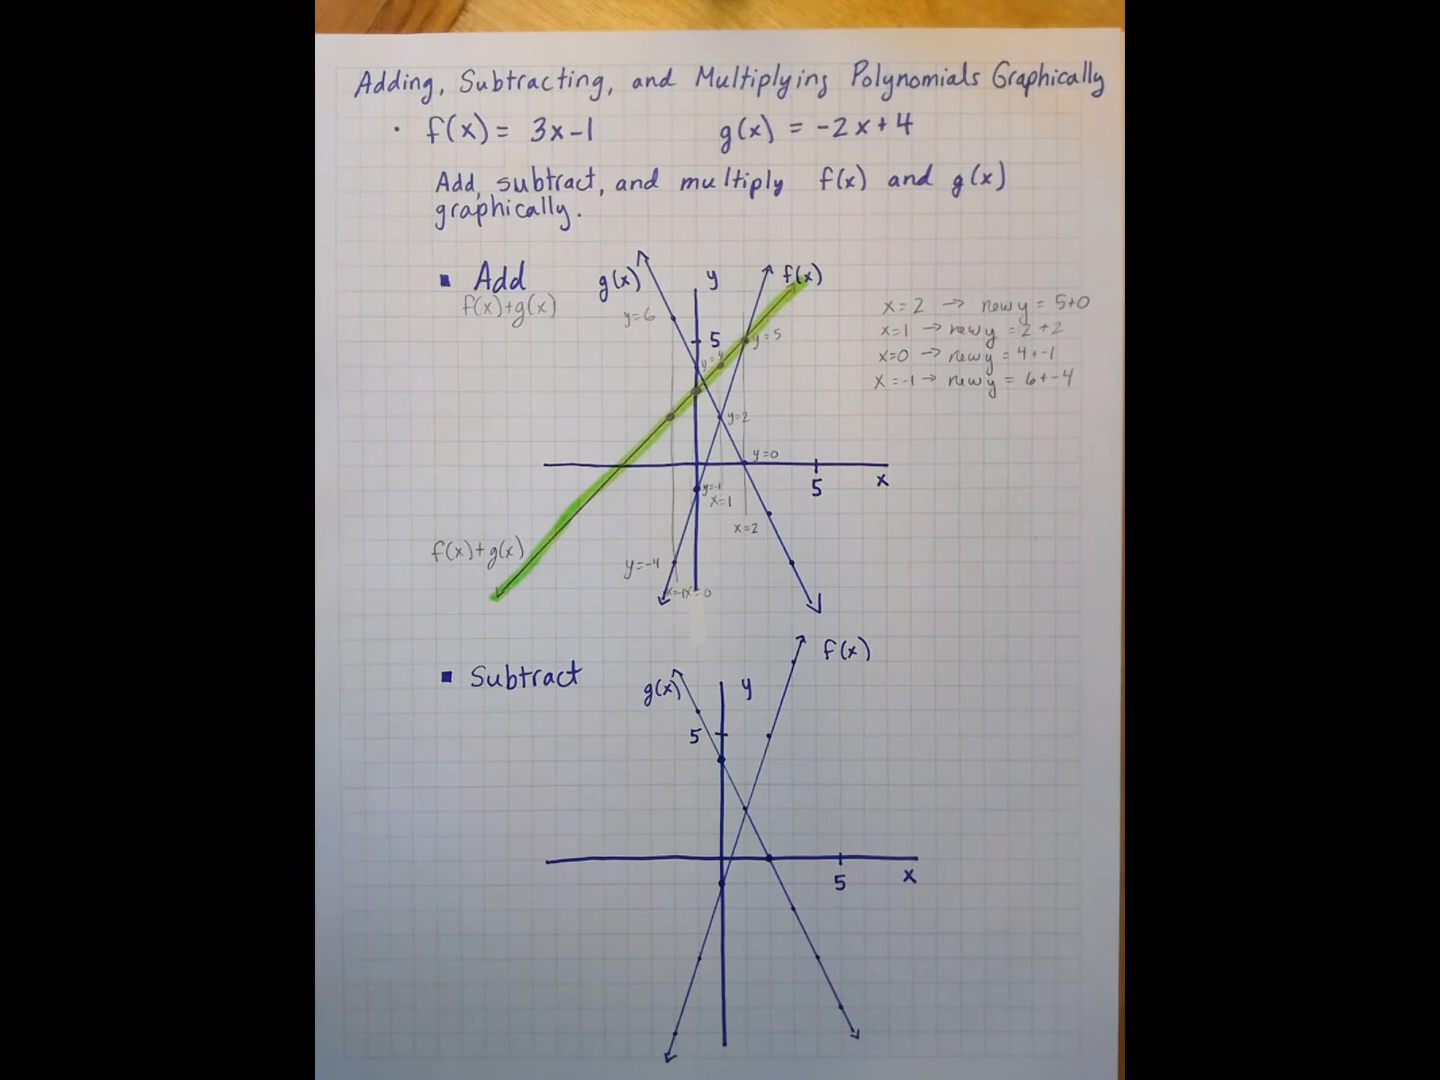 Adding, Subtracting, and Multiplying Polynomials Graphically
f(x) = 3x-1 g(x) = -2x+4
Add, subtract, and multiply f(x) and g(x)
graphically.
Add
f(x)+g(x)
g(x)
y
f(x)
y=6
5
y=5
y=4
x=2 → new y = 5+0
x=1 → new y = 2+2
x=0 → new y = 4+-1
x=-1 → new y = 6+-4
y=2
y=0
5
x
y=-1
x=1
x=2
f(x)+g(x)
y=-4
x=-1 x=0
Subtract
f(x)
g(x)
y
5
5
x